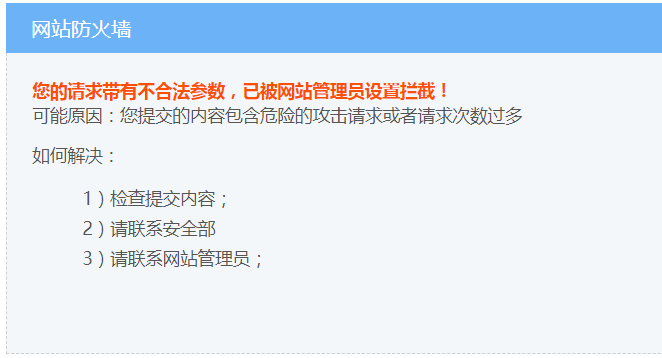 网站防火墙
您的请求带有不合法参数，已被网站管理员设置拦截！
可能原因：您提交的内容包含危险的攻击请求或者请求次数过多
如何解决：
1）检查提交内容；
2）请联系安全部
3）请联系网站管理员；